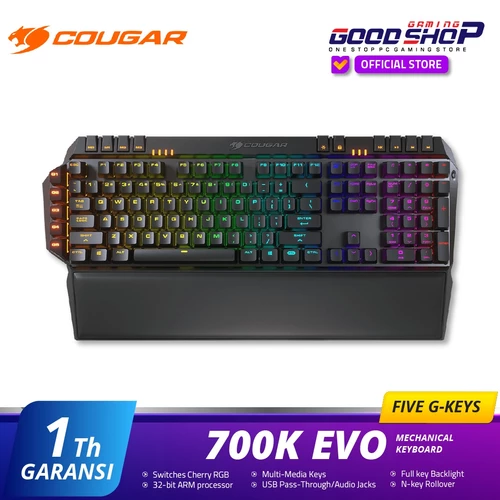 COUGAR
GAMING
GOODSHOP
ONE STOP PC GAMING STORE
OFFICIAL STORE
COUGAR
FIVE G-KEYS
1 Th
GARANSI
700K EVO
MECHANICAL
KEYBOARD
• Switches Cherry RGB
• 32-bit ARM processor
• Multi-Media Keys
• USB Pass-Through/Audio Jacks
• Full key Backlight
• N-key Rollover